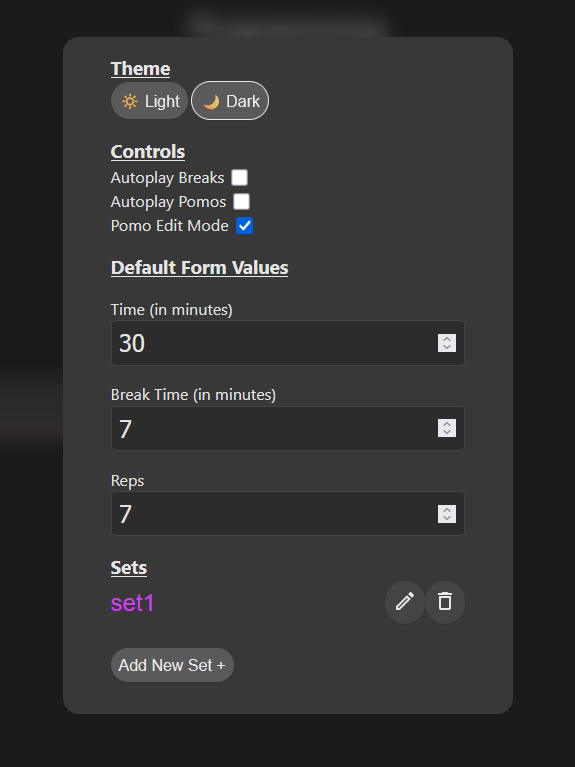 Theme
Light Dark
Controls
Autoplay Breaks
Autoplay Pomos
Pomo Edit Mode
Default Form Values
Time (in minutes)
30
Break Time (in minutes)
7
Reps
7
Sets
set1
Add New Set +